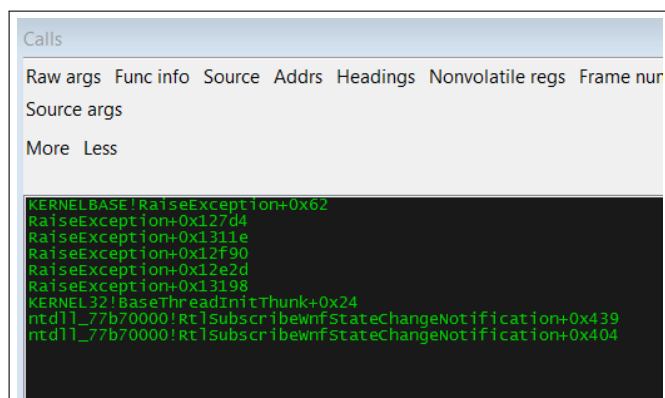 Calls
Raw args Func info Source Addrs Headings Nonvolatile regs Frame num
Source args
More Less
KERNELBASE!RaiseException+0x62
RaiseException+0x127d4
RaiseException+0x1311e
RaiseException+0x12f90
RaiseException+0x12e2d
RaiseException+0x13198
KERNEL32!BaseThreadInitThunk+0x24
ntdll_77b70000!RtlSubscribeWnfStateChangeNotification+0x439
ntdll_77b70000!RtlSubscribeWnfStateChangeNotification+0x404